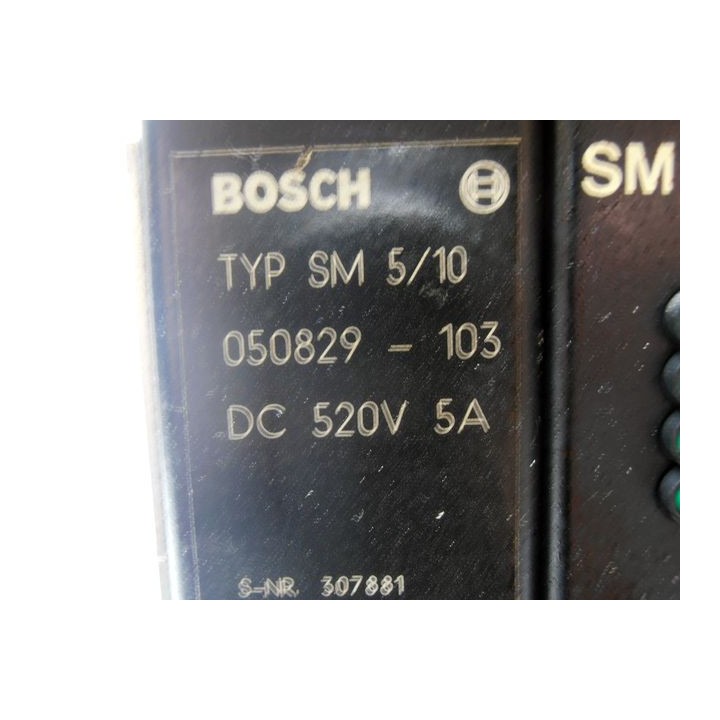 BOSCH
TYP SM 5/10
050829 - 103
DC 520V 5A
S-NR. 307881
SM